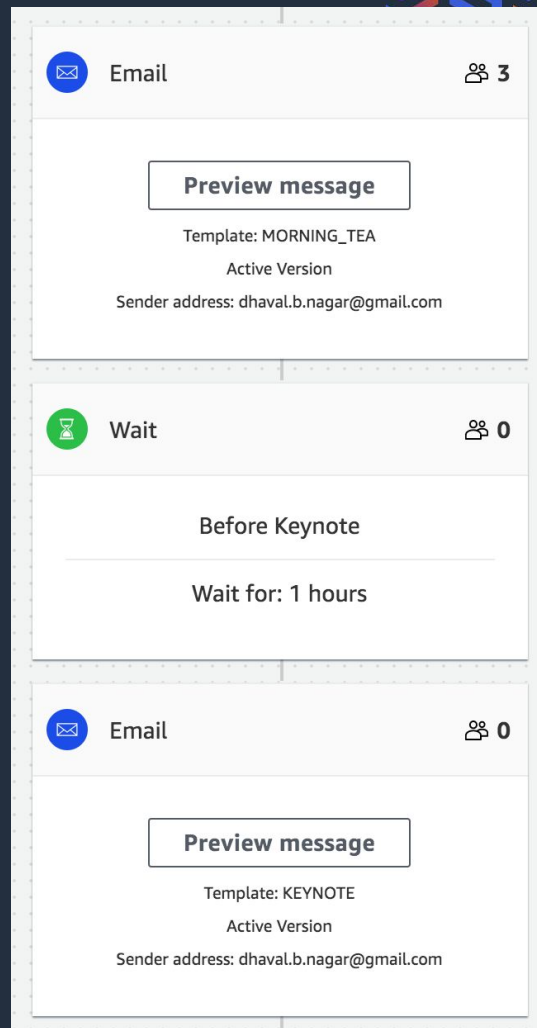 Email 3
Preview message
Template: MORNING_TEA
Active Version
Sender address: dhaval.b.nagar@gmail.com
Wait 0
Before Keynote
Wait for: 1 hours
Email 0
Preview message
Template: KEYNOTE
Active Version
Sender address: dhaval.b.nagar@gmail.com